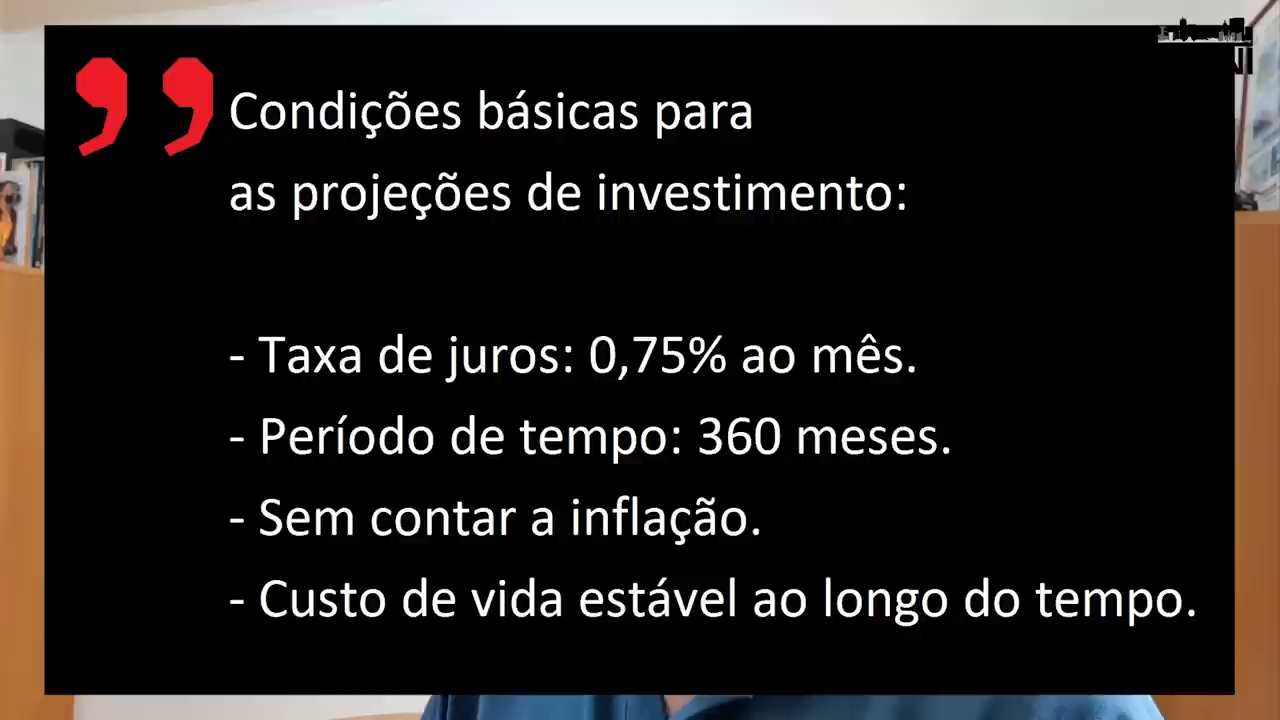 Condições básicas para
as projeções de investimento:
- Taxa de juros: 0,75% ao mês.
- Período de tempo: 360 meses.
- Sem contar a inflação.
- Custo de vida estável ao longo do tempo.